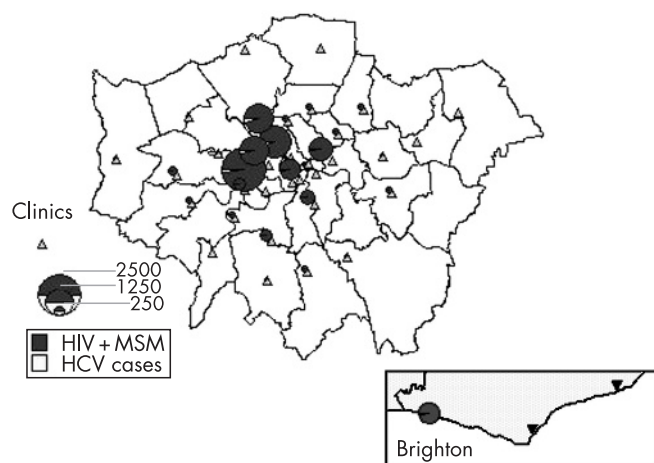 Clinics
2500
1250
250
HIV + MSM
HCV cases
Brighton